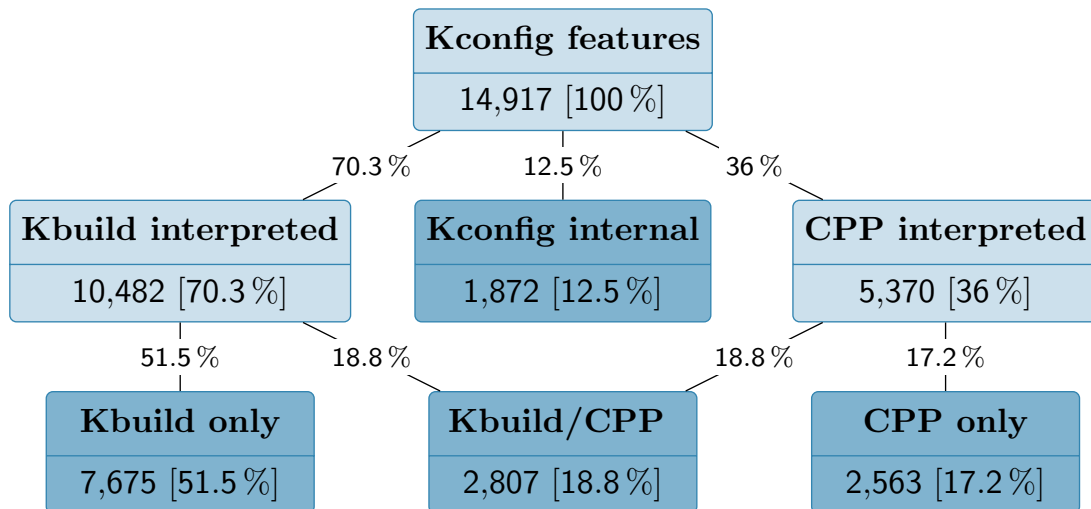 Kconfig features
14,917 [100 %]
70.3 %
12.5 %
36 %
Kbuild interpreted
10,482 [70.3 %]
Kconfig internal
1,872 [12.5 %]
CPP interpreted
5,370 [36 %]
51.5 %
18.8 %
18.8 %
17.2 %
Kbuild only
7,675 [51.5 %]
Kbuild/CPP
2,807 [18.8 %]
CPP only
2,563 [17.2 %]